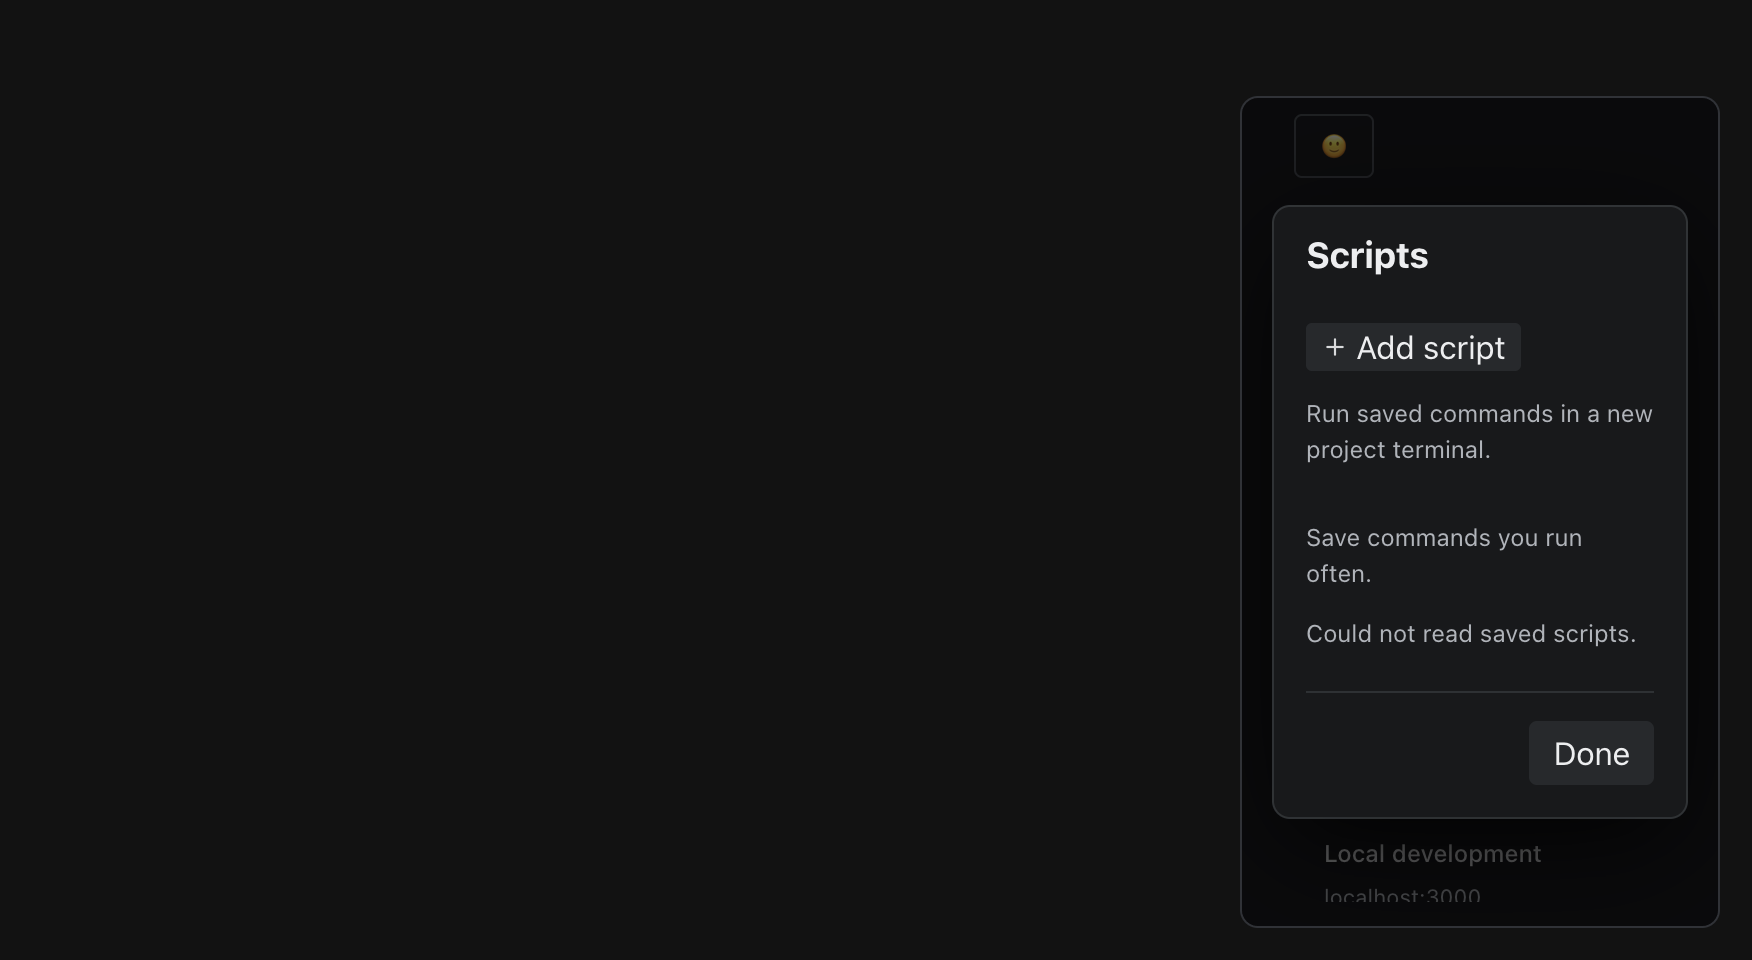 Scripts
+ Add script
Run saved commands in a new
project terminal.
Save commands you run
often.
Could not read saved scripts.
Done
Local development
localhost:3000